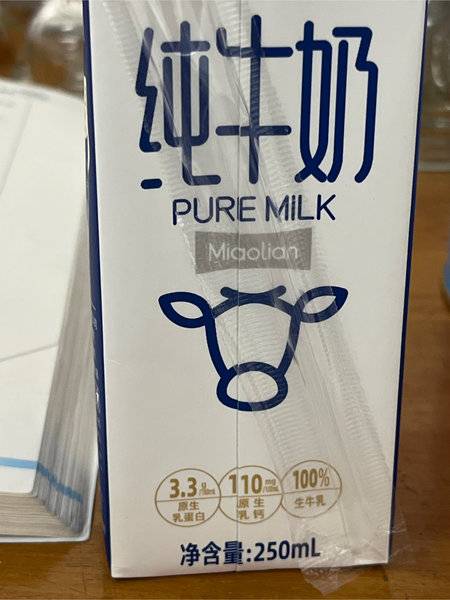 纯牛奶
PURE MILK
Miaolian
3.3g/100mL
原生
乳蛋白
110mg/100mL
原生
乳钙
100%
生牛乳
净含量:250mL